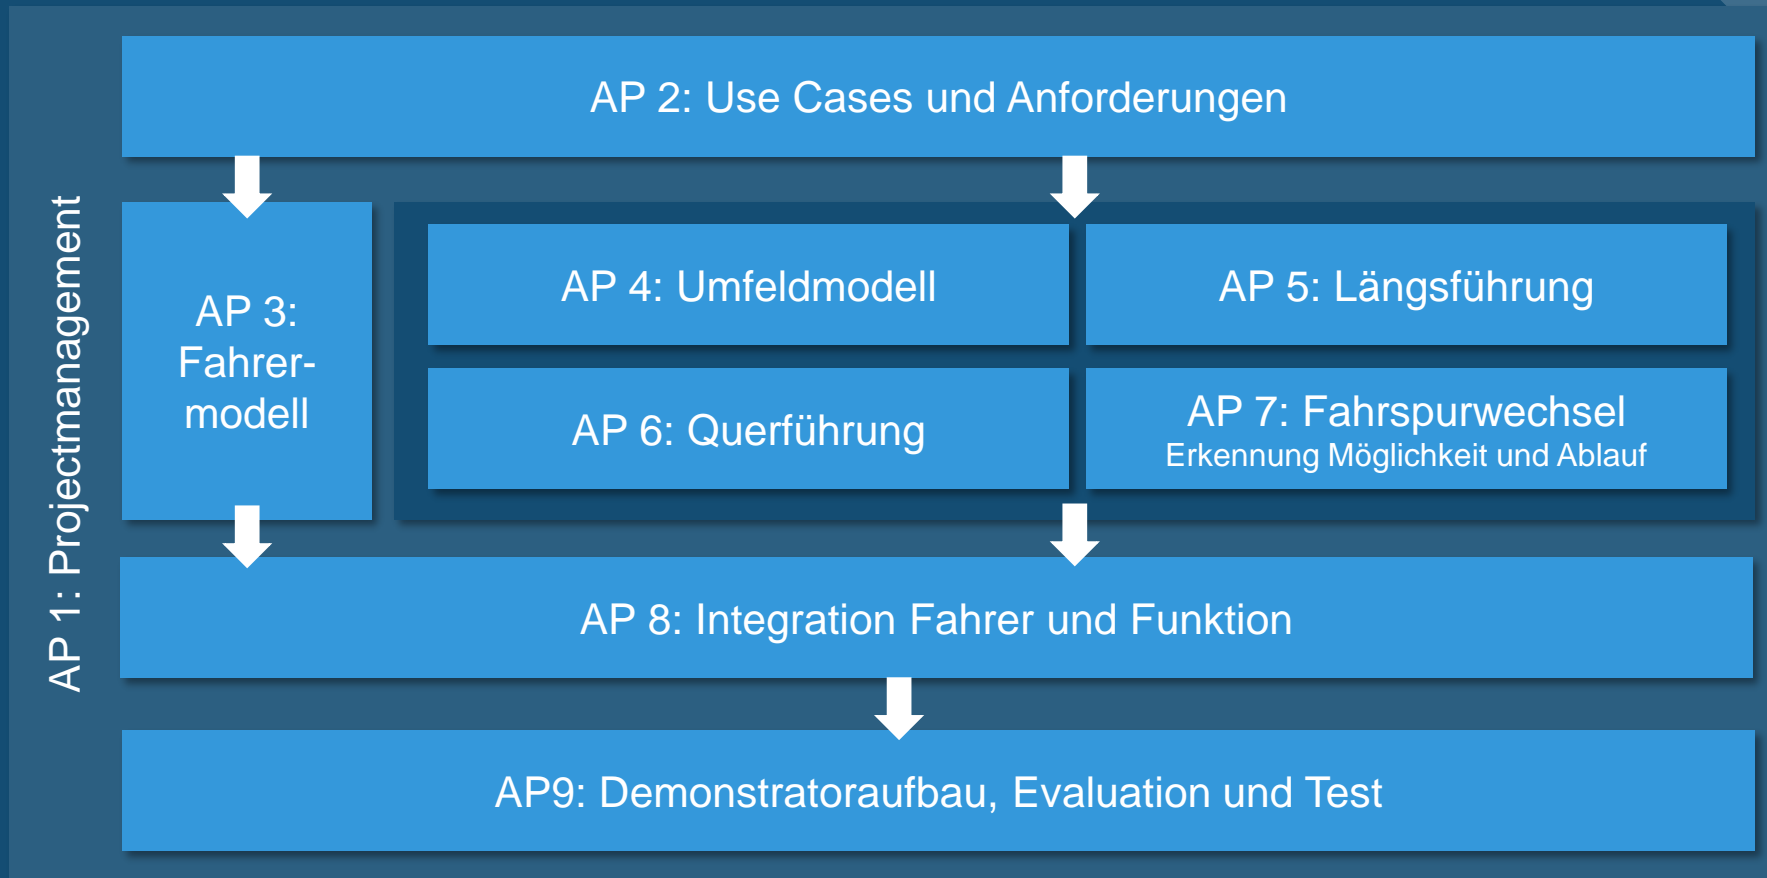 AP 1: Projectmanagement
AP 2: Use Cases und Anforderungen
AP 3:
Fahrer-
modell
AP 4: Umfeldmodell
AP 5: Längsführung
AP 6: Querführung
AP 7: Fahrspurwechsel
Erkennung Möglichkeit und Ablauf
AP 8: Integration Fahrer und Funktion
AP9: Demonstratoraufbau, Evaluation und Test